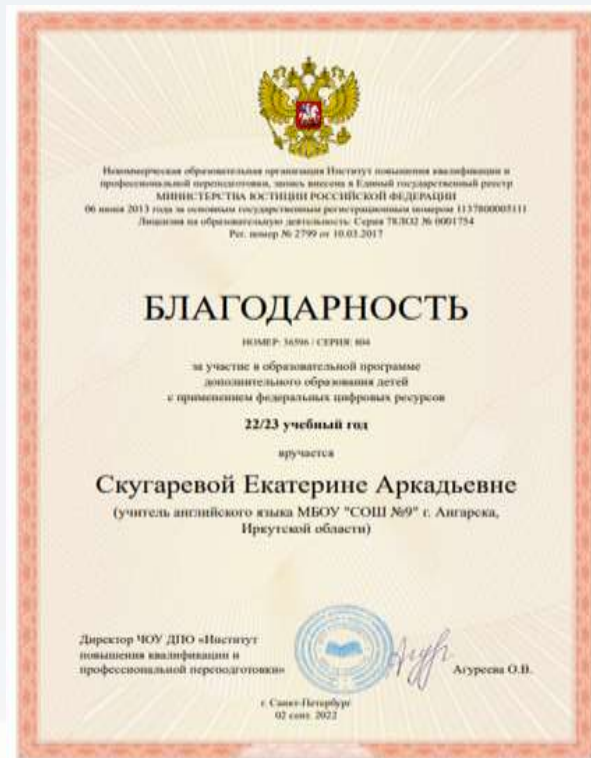 Некоммерческая образовательная организация Институт повышения квалификации и
профессиональной переподготовки, запись внесена в Единый государственный реестр
МИНИСТЕРСТВА ЮСТИЦИИ РОССИЙСКОЙ ФЕДЕРАЦИИ
06 июня 2013 года за основным государственным регистрационным номером 1137800005111
Лицензия на образовательную деятельность: Серия 78ЛО2 № 0001754
Рег. номер № 2799 от 10.03.2017
БЛАГОДАРНОСТЬ
НОМЕР: 56596 / СЕРИЯ: 804
за участие в образовательной программе
дополнительного образования детей
с применением федеральных цифровых ресурсов
22/23 учебный год
вручается
Скугаревой Екатерине Аркадьевне
(учитель английского языка МБОУ "СОШ №9" г. Ангарска,
Иркутской области)
Директор ЧОУ ДПО «Институт
повышения квалификации и
профессиональной переподготовки»
Агуреева О.В.
г. Санкт-Петербург
02 сент. 2022